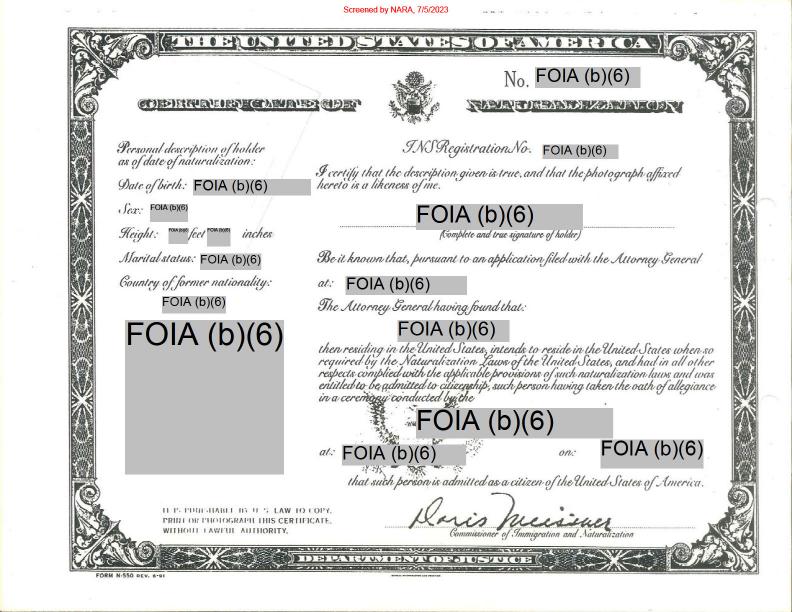 Screened by NARA, 7/5/2023
THE UNITED STATES OF AMERICA
No. FOIA (b)(6)
CERTIFICATE OF NATURALIZATION
Personal description of holder
as of date of naturalization:
Date of birth: FOIA (b)(6)
Sex: FOIA (b)(6)
Height: FOIA (b)(6) feet FOIA (b)(6) inches
Marital status: FOIA (b)(6)
Country of former nationality:
FOIA (b)(6)
FOIA (b)(6)
INS Registration No. FOIA (b)(6)
I certify that the description given is true, and that the photograph affixed
hereto is a likeness of me.
FOIA (b)(6)
(Complete and true signature of holder)
Be it known that, pursuant to an application filed with the Attorney General
at: FOIA (b)(6)
The Attorney General having found that:
FOIA (b)(6)
then residing in the United States, intends to reside in the United States when so
required by the Naturalization Laws of the United States, and had in all other
respects complied with the applicable provisions of such naturalization laws and was
entitled to be admitted to citizenship, such person having taken the oath of allegiance
in a ceremony conducted by the
FOIA (b)(6)
at: FOIA (b)(6) on: FOIA (b)(6)
that such person is admitted as a citizen of the United States of America.
IT IS PUNISHABLE BY U. S. LAW TO COPY,
PRINT OR PHOTOGRAPH THIS CERTIFICATE,
WITHOUT LAWFUL AUTHORITY.
Doris Meissner
Commissioner of Immigration and Naturalization
DEPARTMENT OF JUSTICE
FORM N-550 REV. 6-91